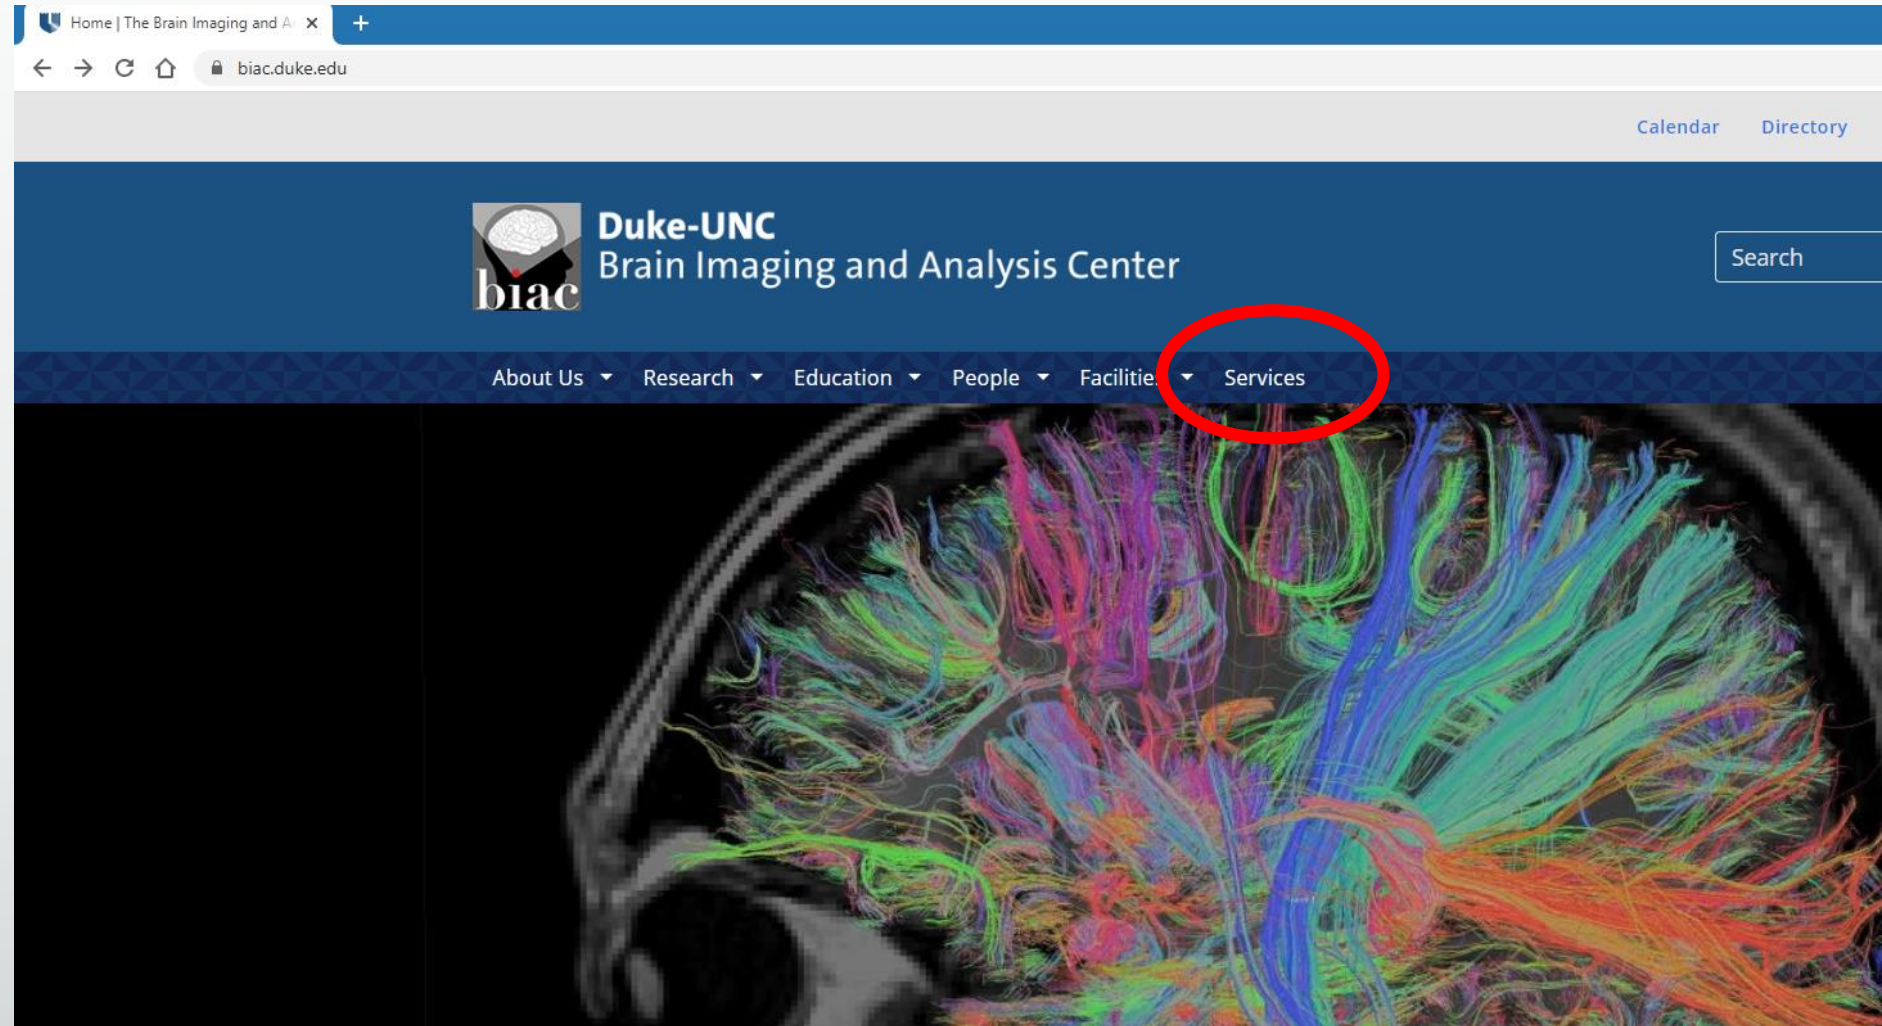 Home | The Brain Imaging and A
biac.duke.edu
Calendar Directory
biac
Duke-UNC
Brain Imaging and Analysis Center
Search
About Us Research Education People Facilities Services